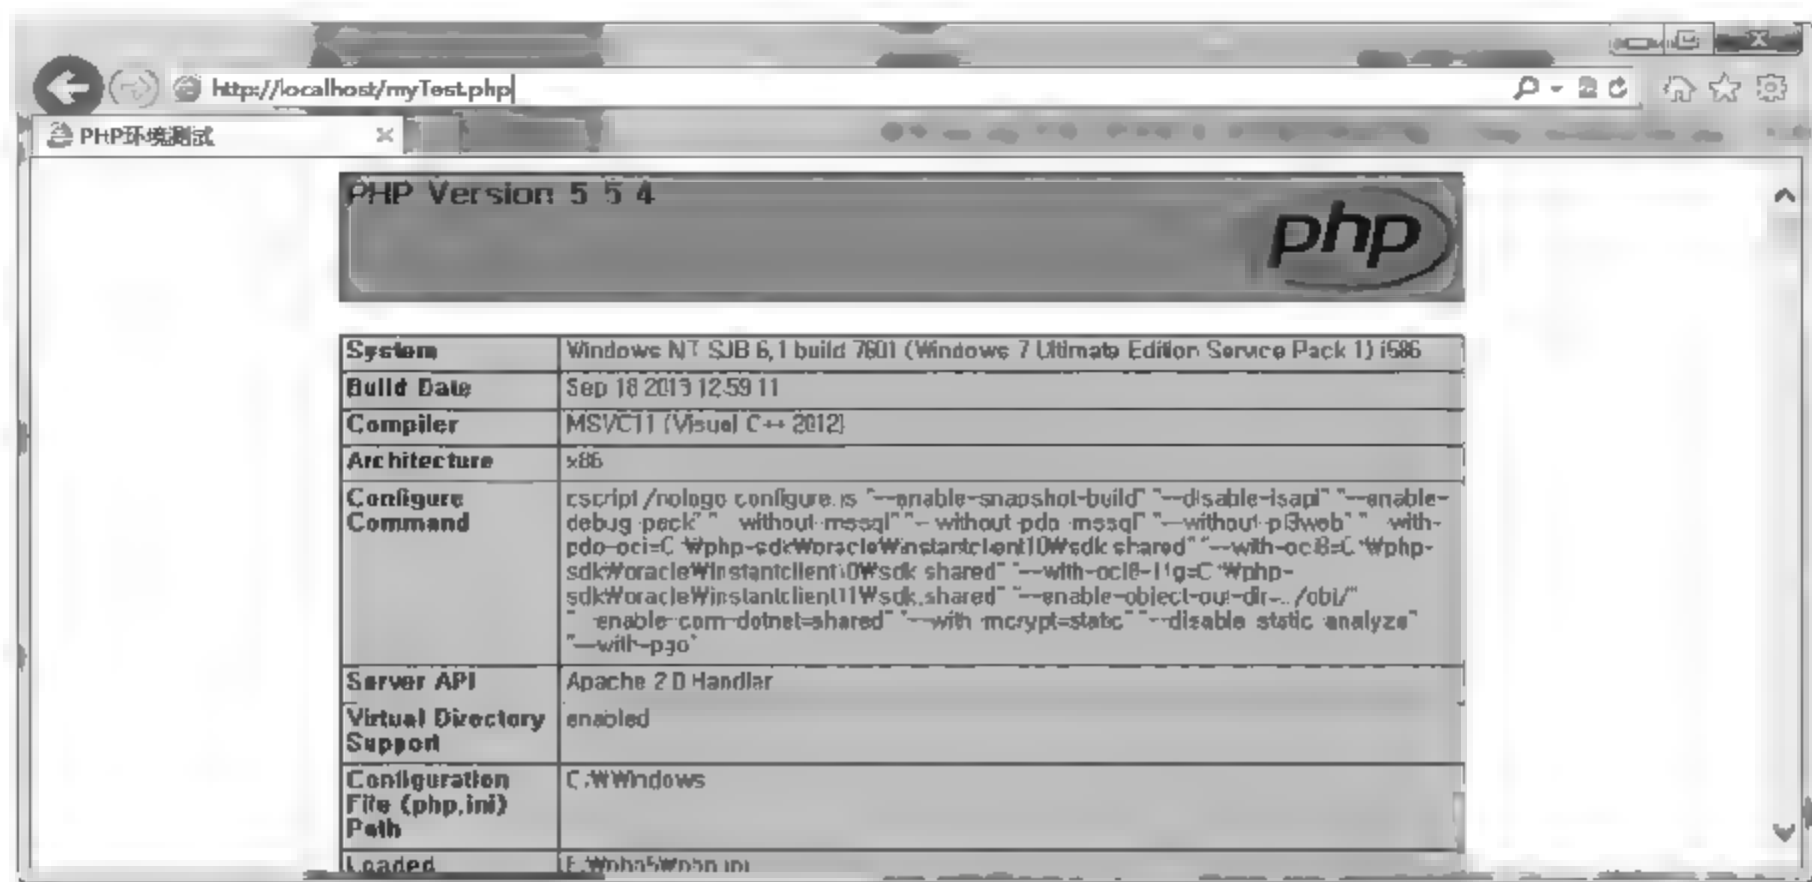 http://localhost/myTest.php
PHP环境测试
PHP Version 5 5 4
php
System
Windows NT SJB 6,1 build 7601 (Windows 7 Ultimate Edition Service Pack 1) i586
Build Date
Sep 18 2013 12:59 11
Compiler
MSVC11 (Visual C++ 2012)
Architecture
x86
Configure
Command
cscript /nologo configure.js "--enable-snapshot-build" "--disable-isapi" "--enable-
debug-pack" "--without-mssql" "--without-pdo-mssql" "--without-pi3web" "--with-
pdo-oci=C:₩php-sdk₩oracle₩instantclient10₩sdk,shared" "--with-oci8=C:₩php-
sdk₩oracle₩instantclient10₩sdk,shared" "--with-oci8-11g=C:₩php-
sdk₩oracle₩instantclient11₩sdk,shared" "--enable-object-out-dir=../obj/"
"--enable-com-dotnet=shared" "--with-mcrypt=static" "--disable-static-analyze"
"--with-pgo"
Server API
Apache 2 0 Handler
Virtual Directory
Support
enabled
Configuration
File (php,ini)
Path
C:₩Windows
Loaded
E:₩php5₩php.ini